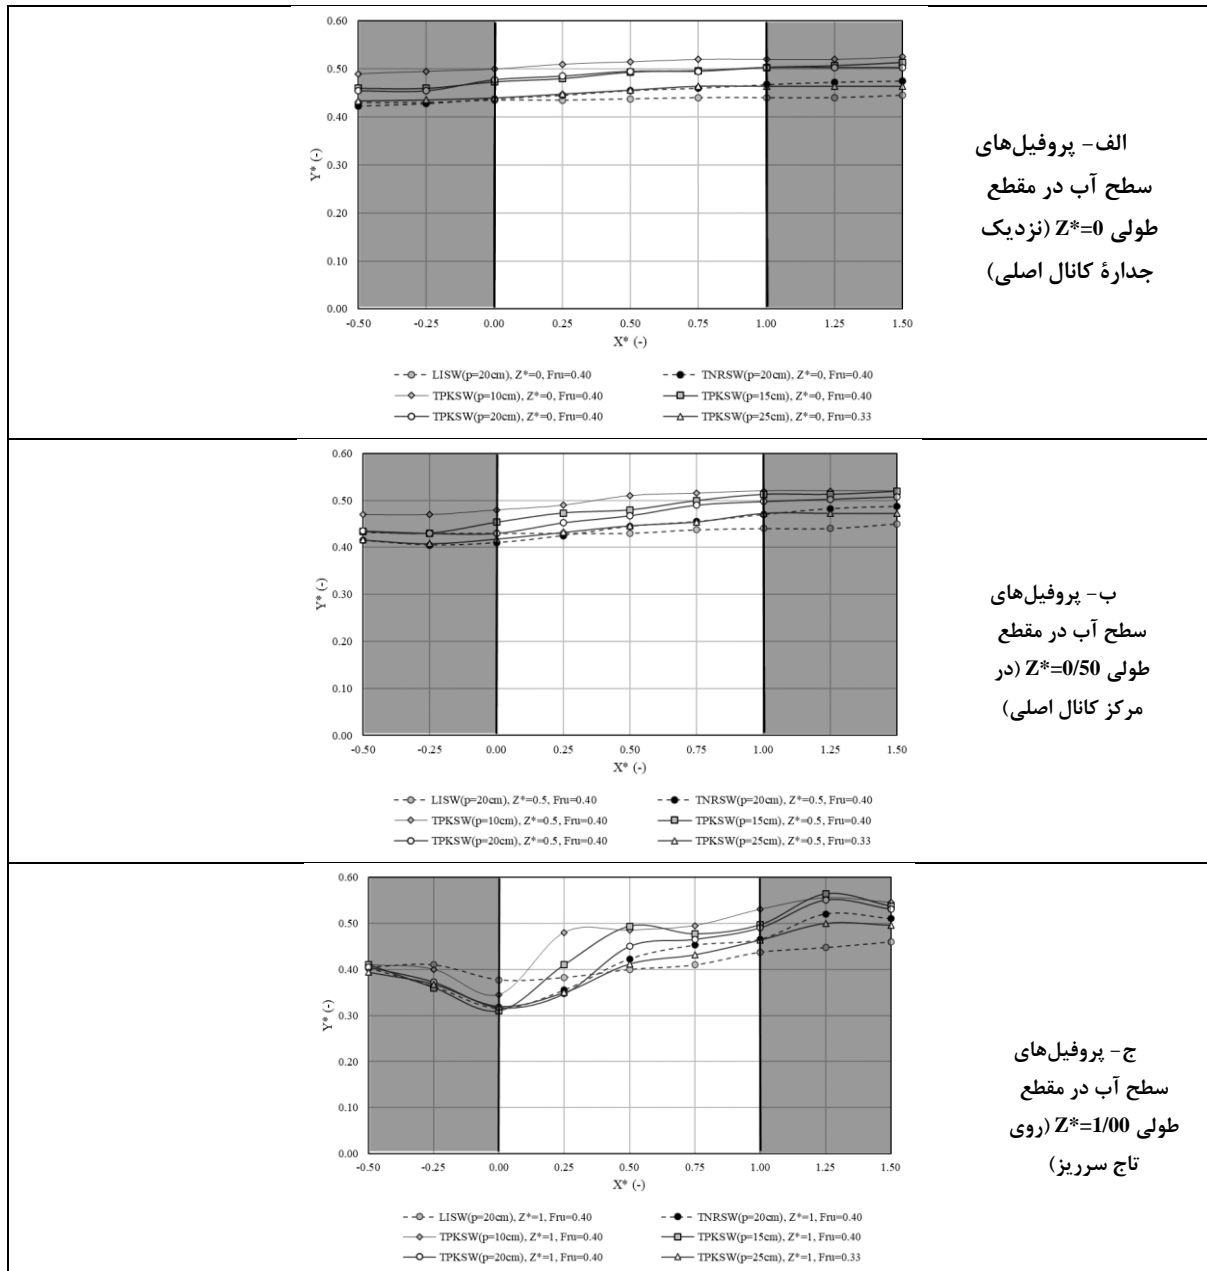 0.60
0.50
0.40
0.30
0.20
0.10
0.00
Y* (-)
-0.50 -0.25 0.00 0.25 0.50 0.75 1.00 1.25 1.50
X* (-)
LISW(p=20cm), Z*=0, Fru=0.40 TNRSW(p=20cm), Z*=0, Fru=0.40
TPKSW(p=10cm), Z*=0, Fru=0.40 TPKSW(p=15cm), Z*=0, Fru=0.40
TPKSW(p=20cm), Z*=0, Fru=0.40 TPKSW(p=25cm), Z*=0, Fru=0.33
الف- پروفیل‌های
سطح آب در مقطع
طولی Z*=0 (نزدیک
جدارهٔ کانال اصلی)
0.60
0.50
0.40
0.30
0.20
0.10
0.00
Y* (-)
-0.50 -0.25 0.00 0.25 0.50 0.75 1.00 1.25 1.50
X* (-)
LISW(p=20cm), Z*=0.5, Fru=0.40 TNRSW(p=20cm), Z*=0.5, Fru=0.40
TPKSW(p=10cm), Z*=0.5, Fru=0.40 TPKSW(p=15cm), Z*=0.5, Fru=0.40
TPKSW(p=20cm), Z*=0.5, Fru=0.40 TPKSW(p=25cm), Z*=0.5, Fru=0.33
ب- پروفیل‌های
سطح آب در مقطع
طولی Z*=0/50 (در
مرکز کانال اصلی)
0.60
0.50
0.40
0.30
0.20
0.10
0.00
Y* (-)
-0.50 -0.25 0.00 0.25 0.50 0.75 1.00 1.25 1.50
X* (-)
LISW(p=20cm), Z*=1, Fru=0.40 TNRSW(p=20cm), Z*=1, Fru=0.40
TPKSW(p=10cm), Z*=1, Fru=0.40 TPKSW(p=15cm), Z*=1, Fru=0.40
TPKSW(p=20cm), Z*=1, Fru=0.40 TPKSW(p=25cm), Z*=1, Fru=0.33
ج- پروفیل‌های
سطح آب در مقطع
طولی Z*=1/00 (روی
تاج سرریز)